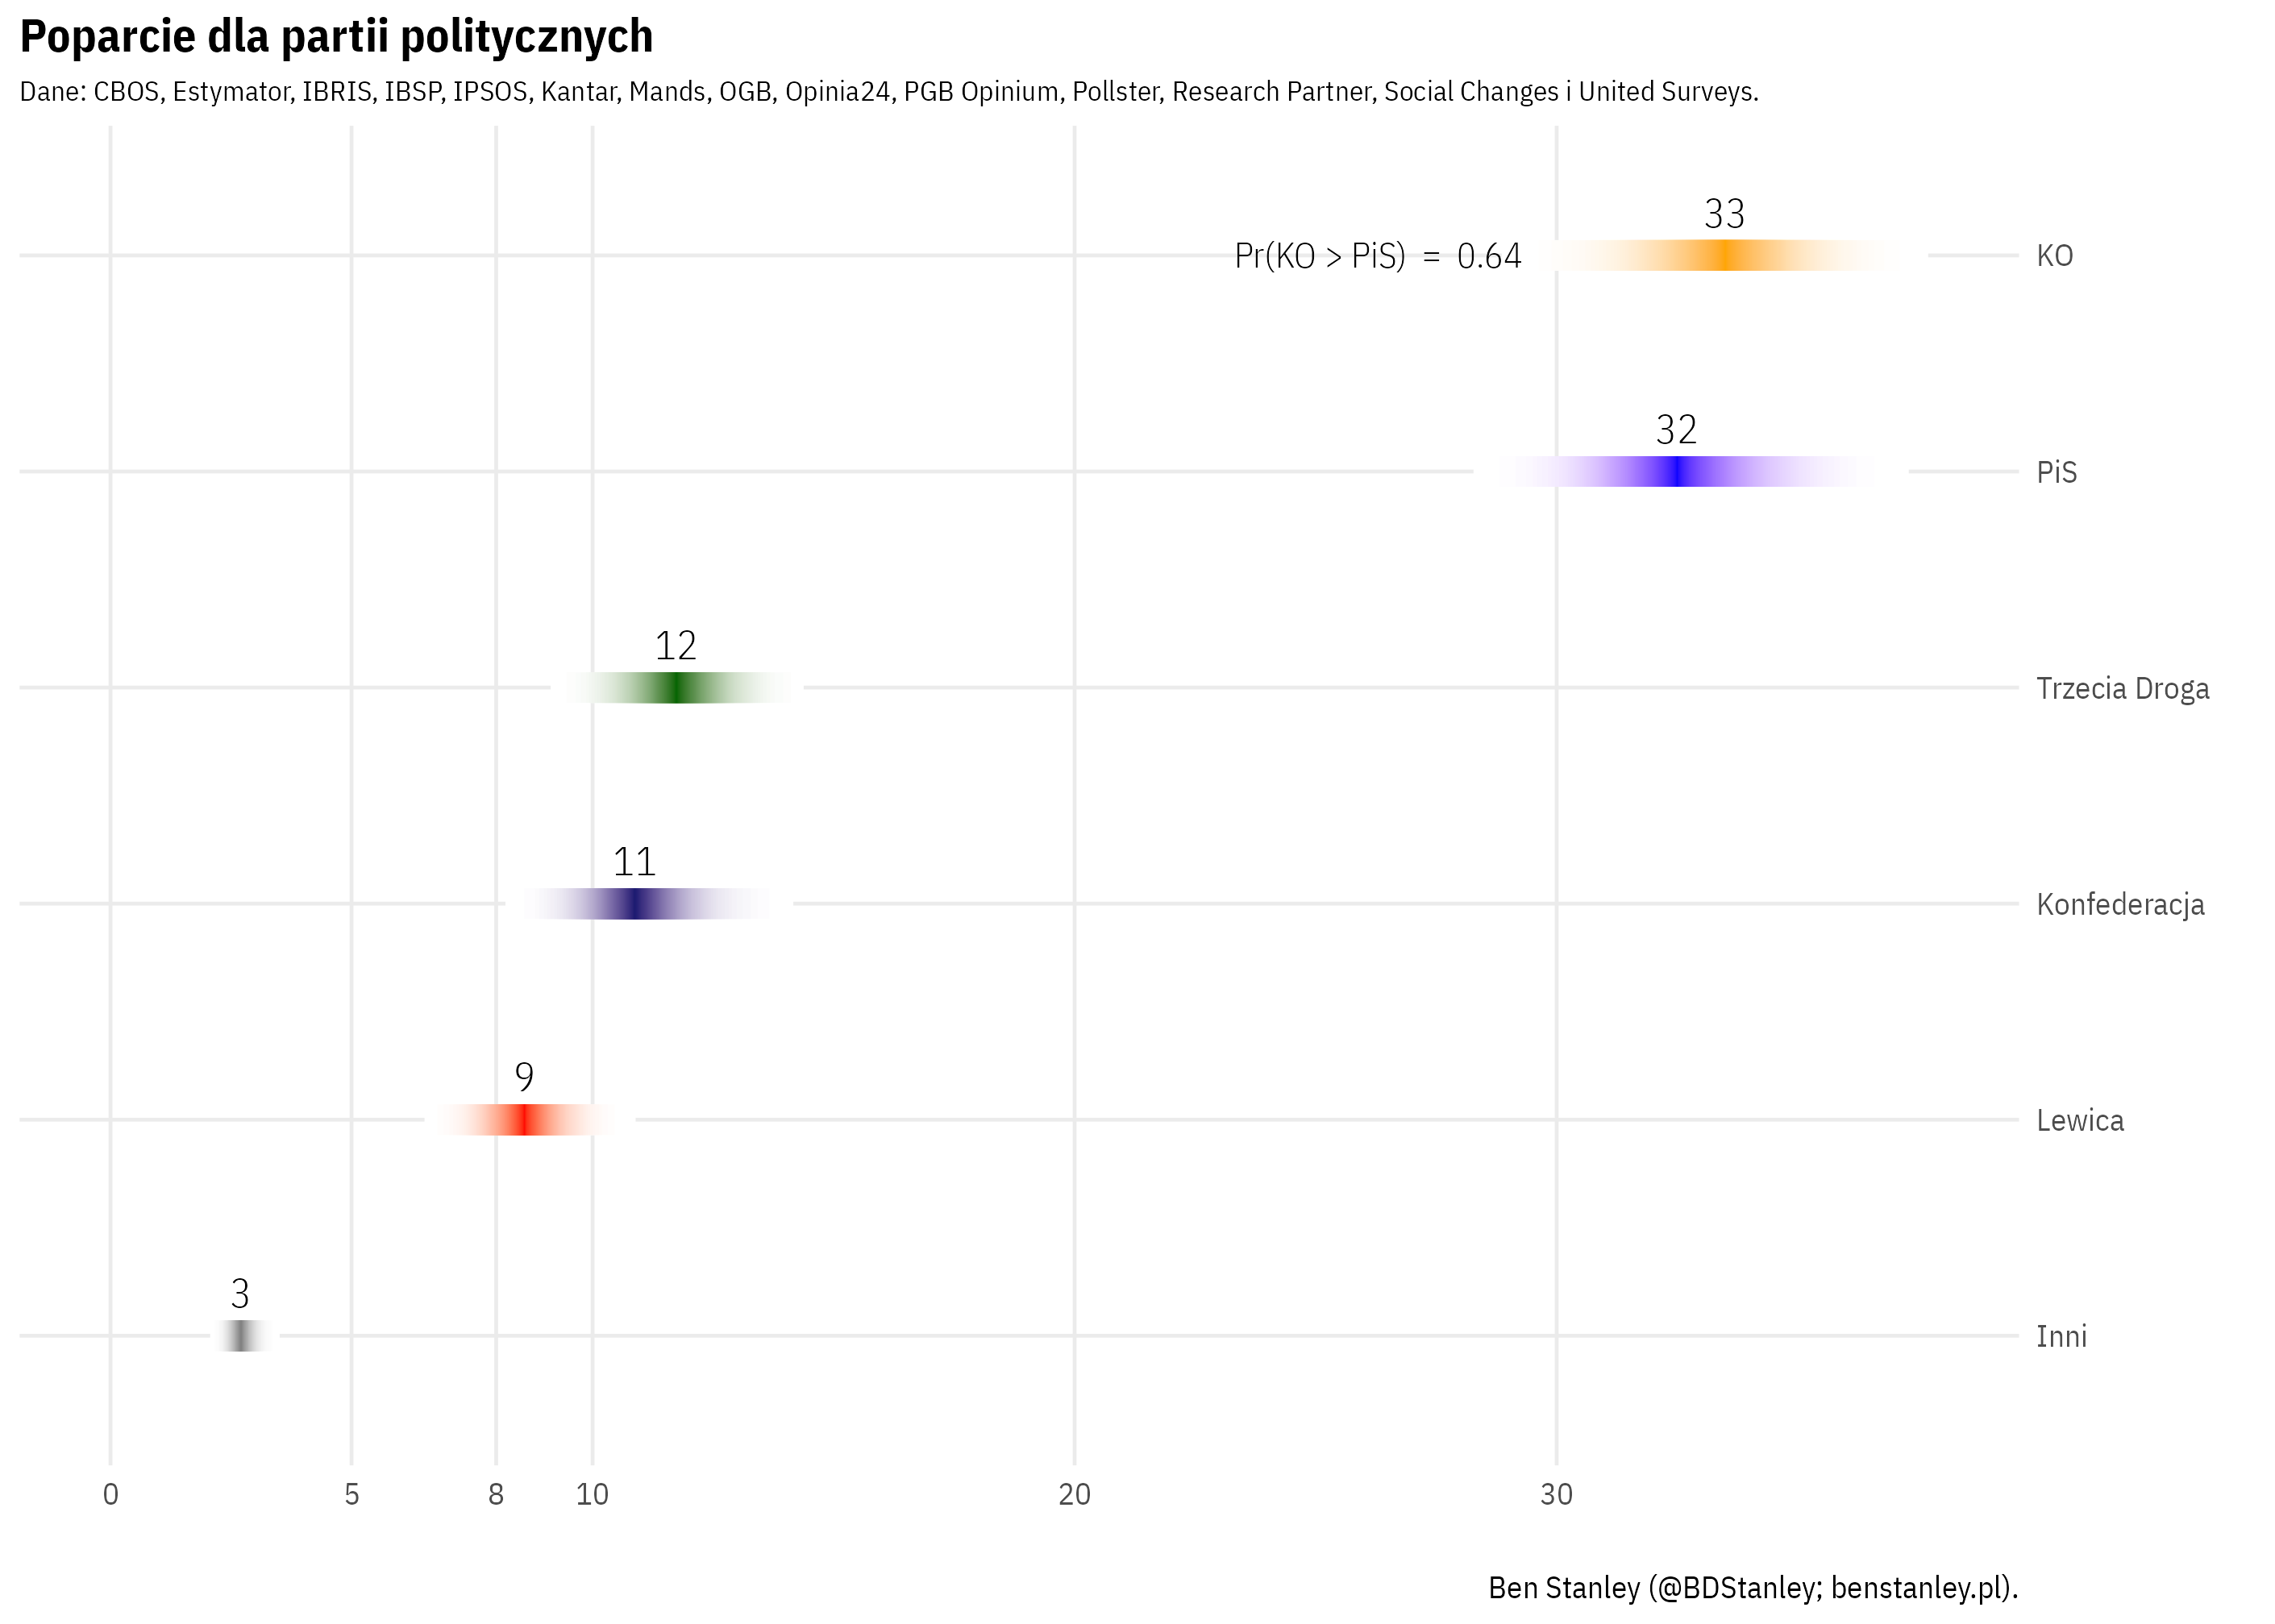 Poparcie dla partii politycznych
Dane: CBOS, Estymator, IBRIS, IBSP, IPSOS, Kantar, Mands, OGB, Opinia24, PGB Opinium, Pollster, Research Partner, Social Changes i United Surveys.
33
Pr(KO > PiS) = 0.64
KO
32
PiS
12
Trzecia Droga
11
Konfederacja
9
Lewica
3
Inni
0 5 8 10 20 30
Ben Stanley (@BDStanley; benstanley.pl).